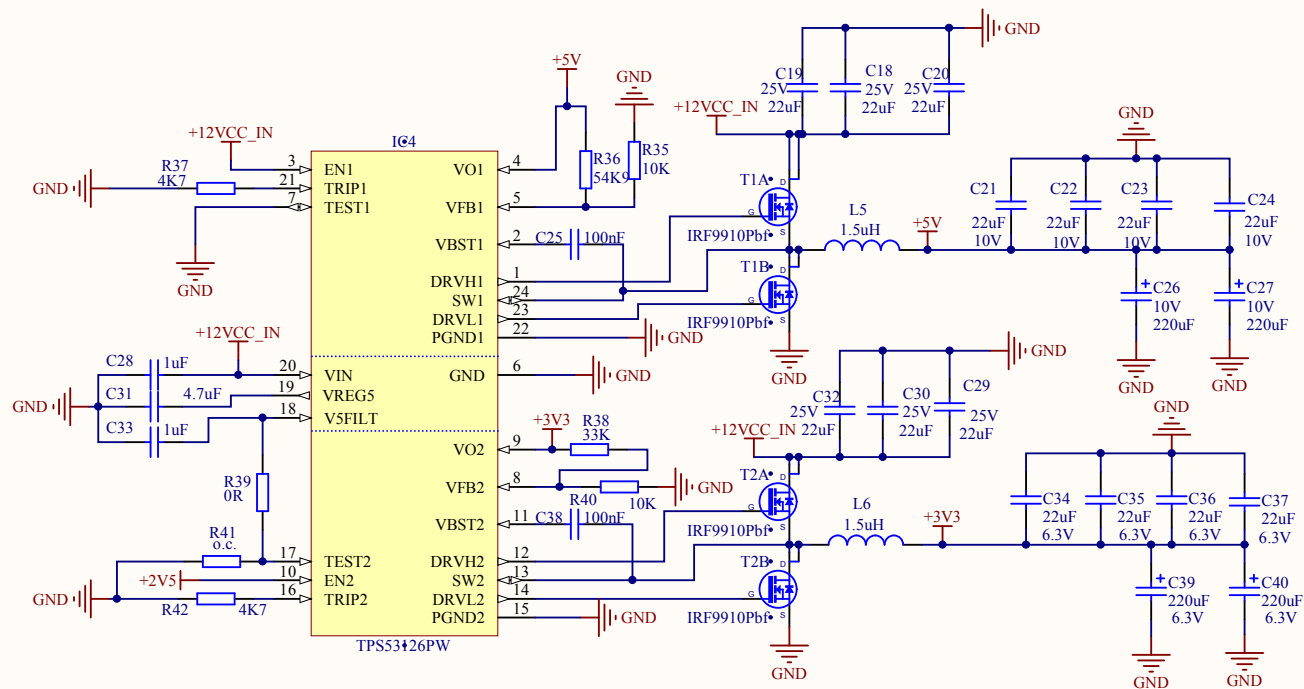 GND
C19
25V
22uF
C18
25V
22uF
C20
25V
22uF
+12VCC_IN
+5V
GND
R36
54K9
R35
10K
+12VCC_IN
R37
4K7
GND
GND
IC4
3 EN1
21 TRIP1
7 TEST1
VO1 4
VFB1 5
VBST1 2
DRVH1 1
SW1 24
DRVL1 23
PGND1 22
GND
C25
100nF
T1A
D
G
S
IRF9910Pbf
T1B
D
G
S
IRF9910Pbf
GND
L5
1.5uH
+5V
GND
C21
22uF
10V
C22
22uF
10V
C23
22uF
10V
C24
22uF
10V
+
C26
10V
220uF
GND
+
C27
10V
220uF
GND
+12VCC_IN
C28
1uF
C31
4.7uF
C33
1uF
GND
20 VIN
19 VREG5
18 V5FILT
GND 6
GND
R39
0R
R41
o.c.
+2V5
GND
R42
4K7
17 TEST2
10 EN2
16 TRIP2
VO2 9
VFB2 8
VBST2 11
DRVH2 12
SW2 13
DRVL2 14
PGND2 15
GND
TPS53126PW
+3V3
R38
33K
R40
10K
GND
C38
100nF
GND
C32
25V
22uF
C30
25V
22uF
C29
25V
22uF
+12VCC_IN
T2A
D
G
S
IRF9910Pbf
T2B
D
G
S
IRF9910Pbf
GND
L6
1.5uH
+3V3
GND
C34
22uF
6.3V
C35
22uF
6.3V
C36
22uF
6.3V
C37
22uF
6.3V
+
C39
220uF
6.3V
GND
+
C40
220uF
6.3V
GND